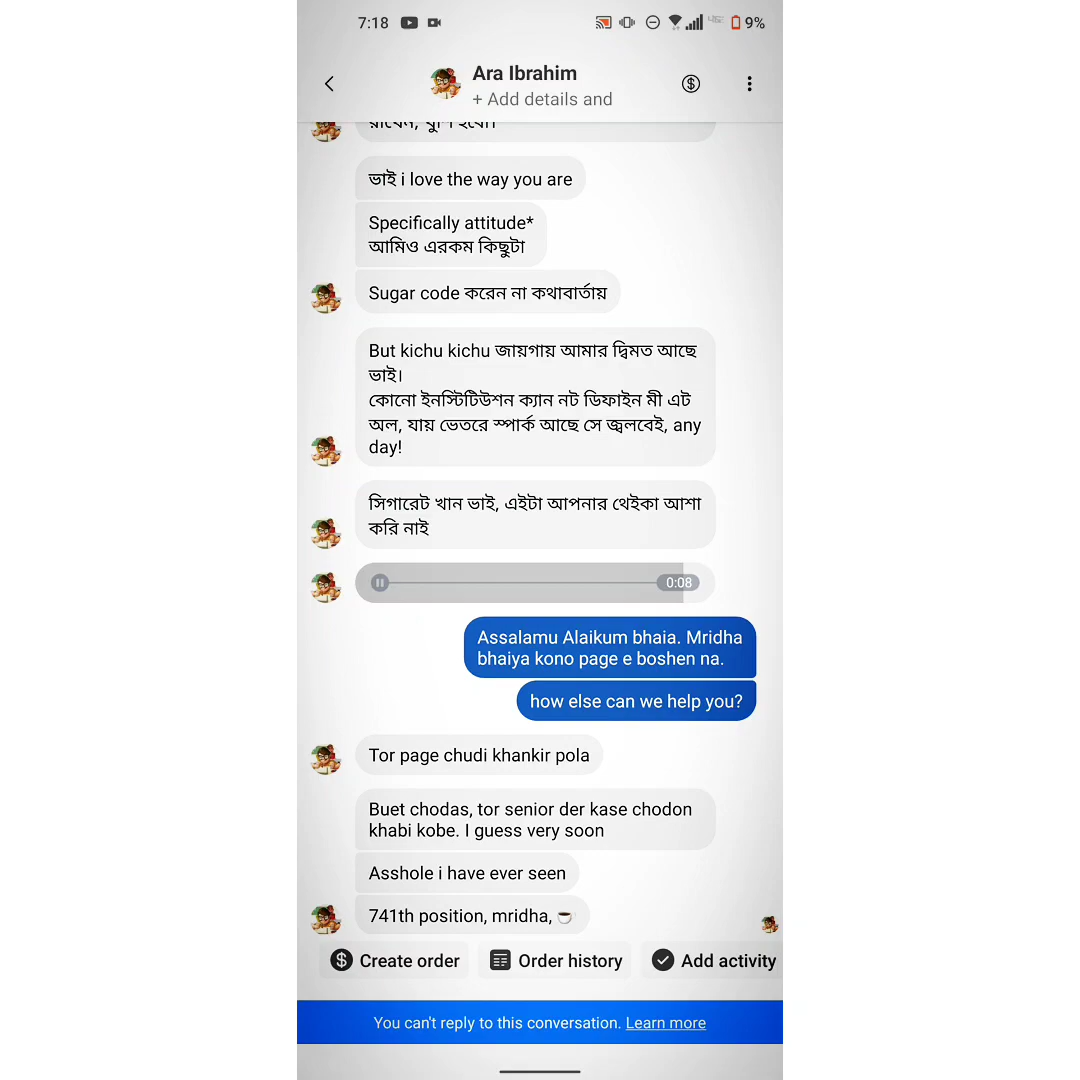 7:18
9%
Ara Ibrahim
+ Add details and
রাখেন, খুশি হবো।
ভাই i love the way you are
Specifically attitude*
আমিও এরকম কিছুটা
Sugar code করেন না কথাবার্তায়
But kichu kichu জায়গায় আমার দ্বিমত আছে
ভাই।
কোনো ইনস্টিটিউশন ক্যান নট ডিফাইন মী এট
অল, যায় ভেতরে স্পার্ক আছে সে জ্বলবেই, any
day!
সিগারেট খান ভাই, এইটা আপনার থেইকা আশা
করি নাই
0:08
Assalamu Alaikum bhaia. Mridha
bhaiya kono page e boshen na.
how else can we help you?
Tor page chudi khankir pola
Buet chodas, tor senior der kase chodon
khabi kobe. I guess very soon
Asshole i have ever seen
741th position, mridha, ☕
Create order
Order history
Add activity
You can't reply to this conversation. Learn more